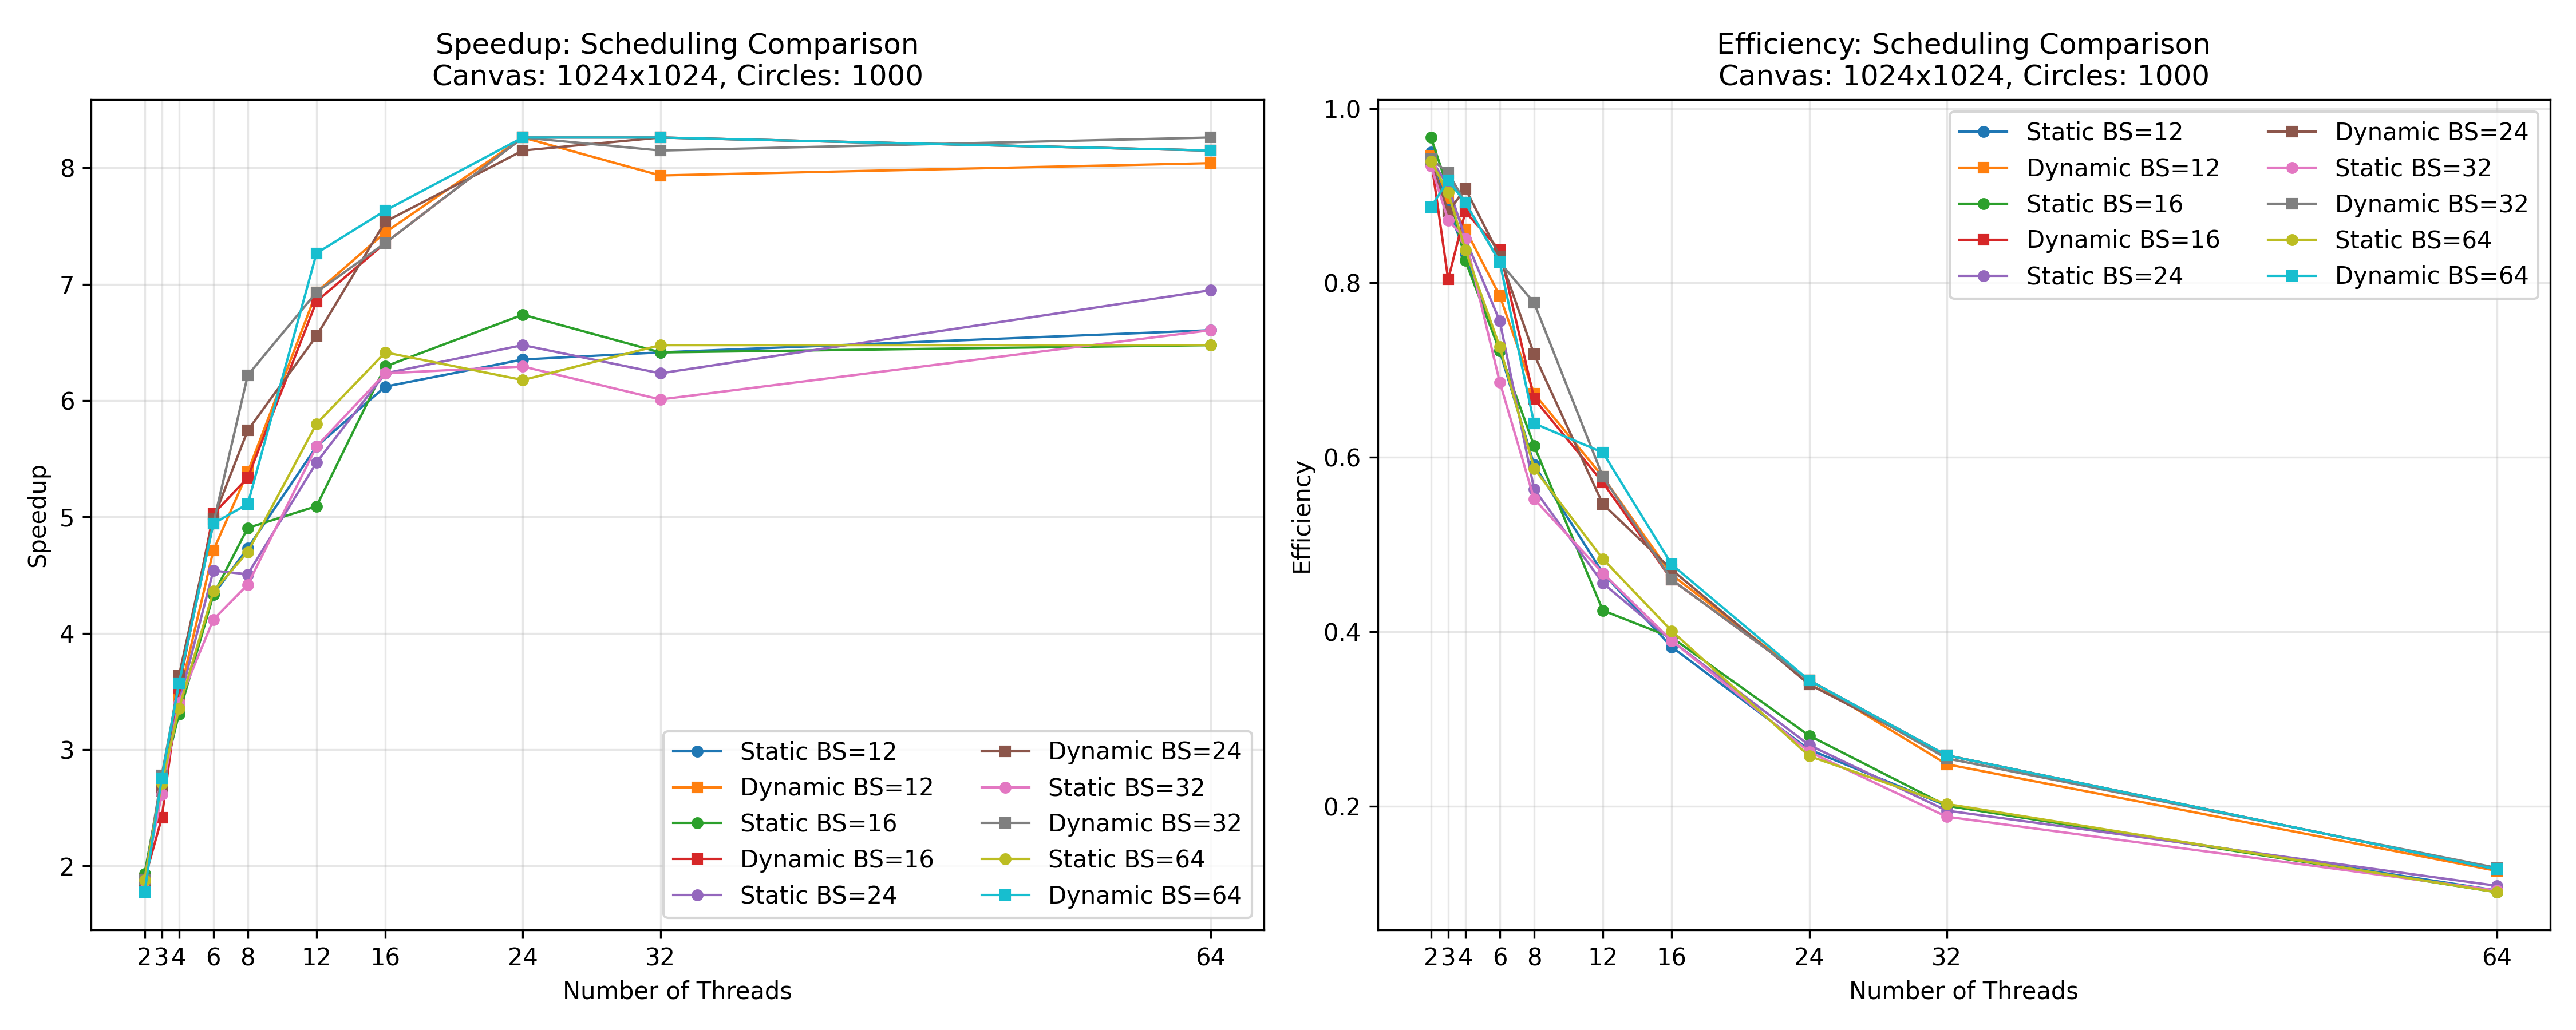 Speedup: Scheduling Comparison
Canvas: 1024x1024, Circles: 1000
8
7
6
5
4
3
2
Speedup
2 3 4 6 8 12 16 24 32 64
Number of Threads
Static BS=12
Dynamic BS=12
Static BS=16
Dynamic BS=16
Static BS=24
Dynamic BS=24
Static BS=32
Dynamic BS=32
Static BS=64
Dynamic BS=64
Efficiency: Scheduling Comparison
Canvas: 1024x1024, Circles: 1000
1.0
0.8
0.6
0.4
0.2
Efficiency
2 3 4 6 8 12 16 24 32 64
Number of Threads
Static BS=12
Dynamic BS=12
Static BS=16
Dynamic BS=16
Static BS=24
Dynamic BS=24
Static BS=32
Dynamic BS=32
Static BS=64
Dynamic BS=64